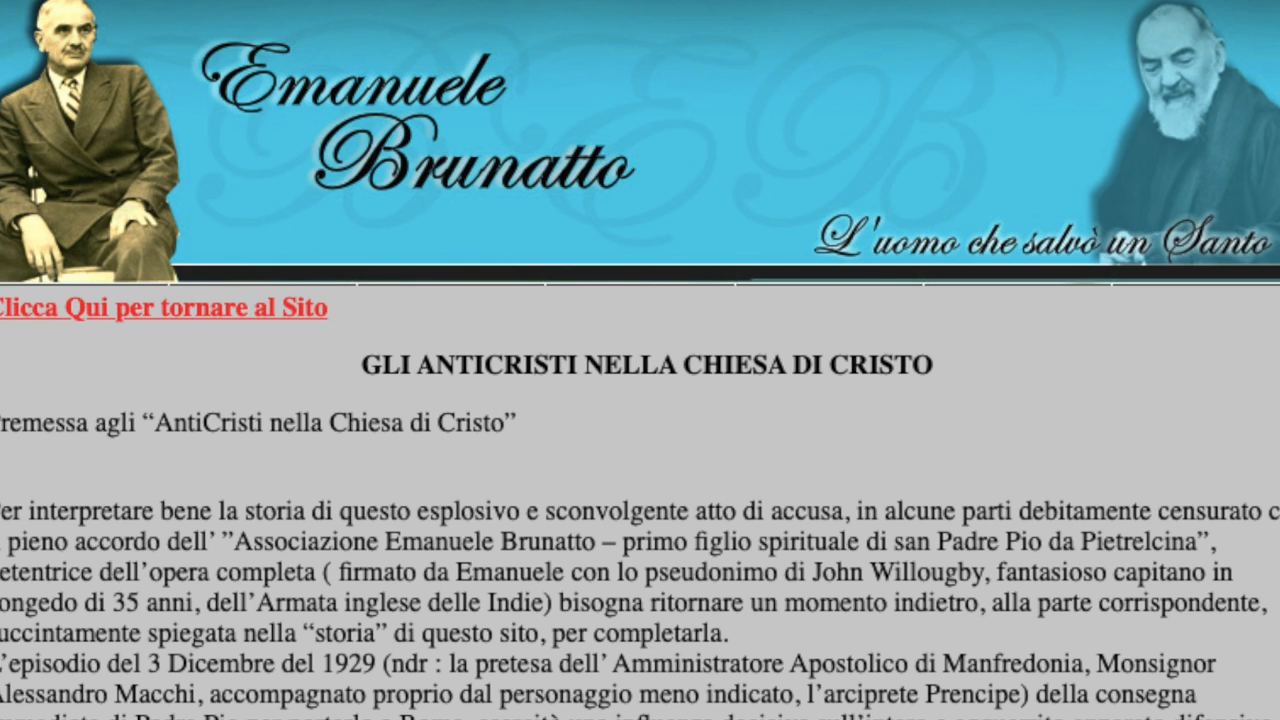 Emanuele
Brunatto
L'uomo che salvò un Santo
Clicca Qui per tornare al Sito
GLI ANTICRISTI NELLA CHIESA DI CRISTO
remessa agli “AntiCristi nella Chiesa di Cristo”
er interpretare bene la storia di questo esplosivo e sconvolgente atto di accusa, in alcune parti debitamente censurato c
pieno accordo dell’ ”Associazione Emanuele Brunatto – primo figlio spirituale di san Padre Pio da Pietrelcina”,
etentrice dell’opera completa ( firmato da Emanuele con lo pseudonimo di John Willougby, fantasioso capitano in
ongedo di 35 anni, dell’Armata inglese delle Indie) bisogna ritornare un momento indietro, alla parte corrispondente,
uccintamente spiegata nella “storia” di questo sito, per completarla.
L’episodio del 3 Dicembre del 1929 (ndr : la pretesa dell’ Amministratore Apostolico di Manfredonia, Monsignor
Alessandro Macchi, accompagnato proprio dal personaggio meno indicato, l’arciprete Prencipe) della consegna